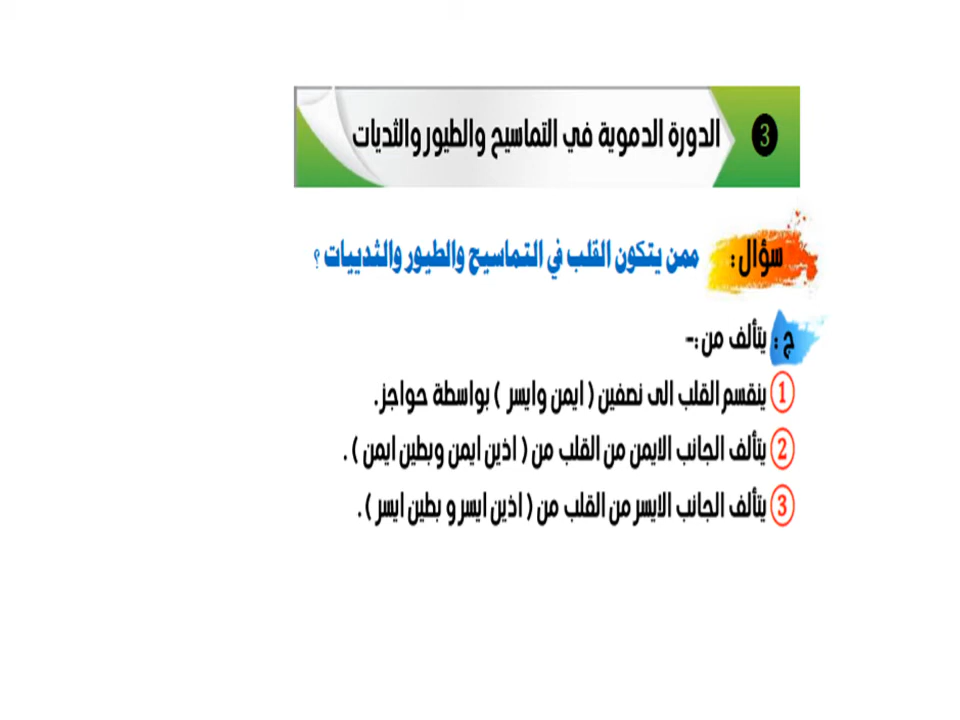 3 الدورة الدموية في التماسيح والطيور والثديات
سؤال : ممن يتكون القلب في التماسيح والطيور والثدييات ؟
ج : يتألف من :-
1 ينقسم القلب الى نصفين ( ايمن وايسر ) بواسطة حواجز.
2 يتألف الجانب الايمن من القلب من ( اذين ايمن وبطين ايمن ) .
3 يتألف الجانب الايسر من القلب من ( اذين ايسر و بطين ايسر ) .